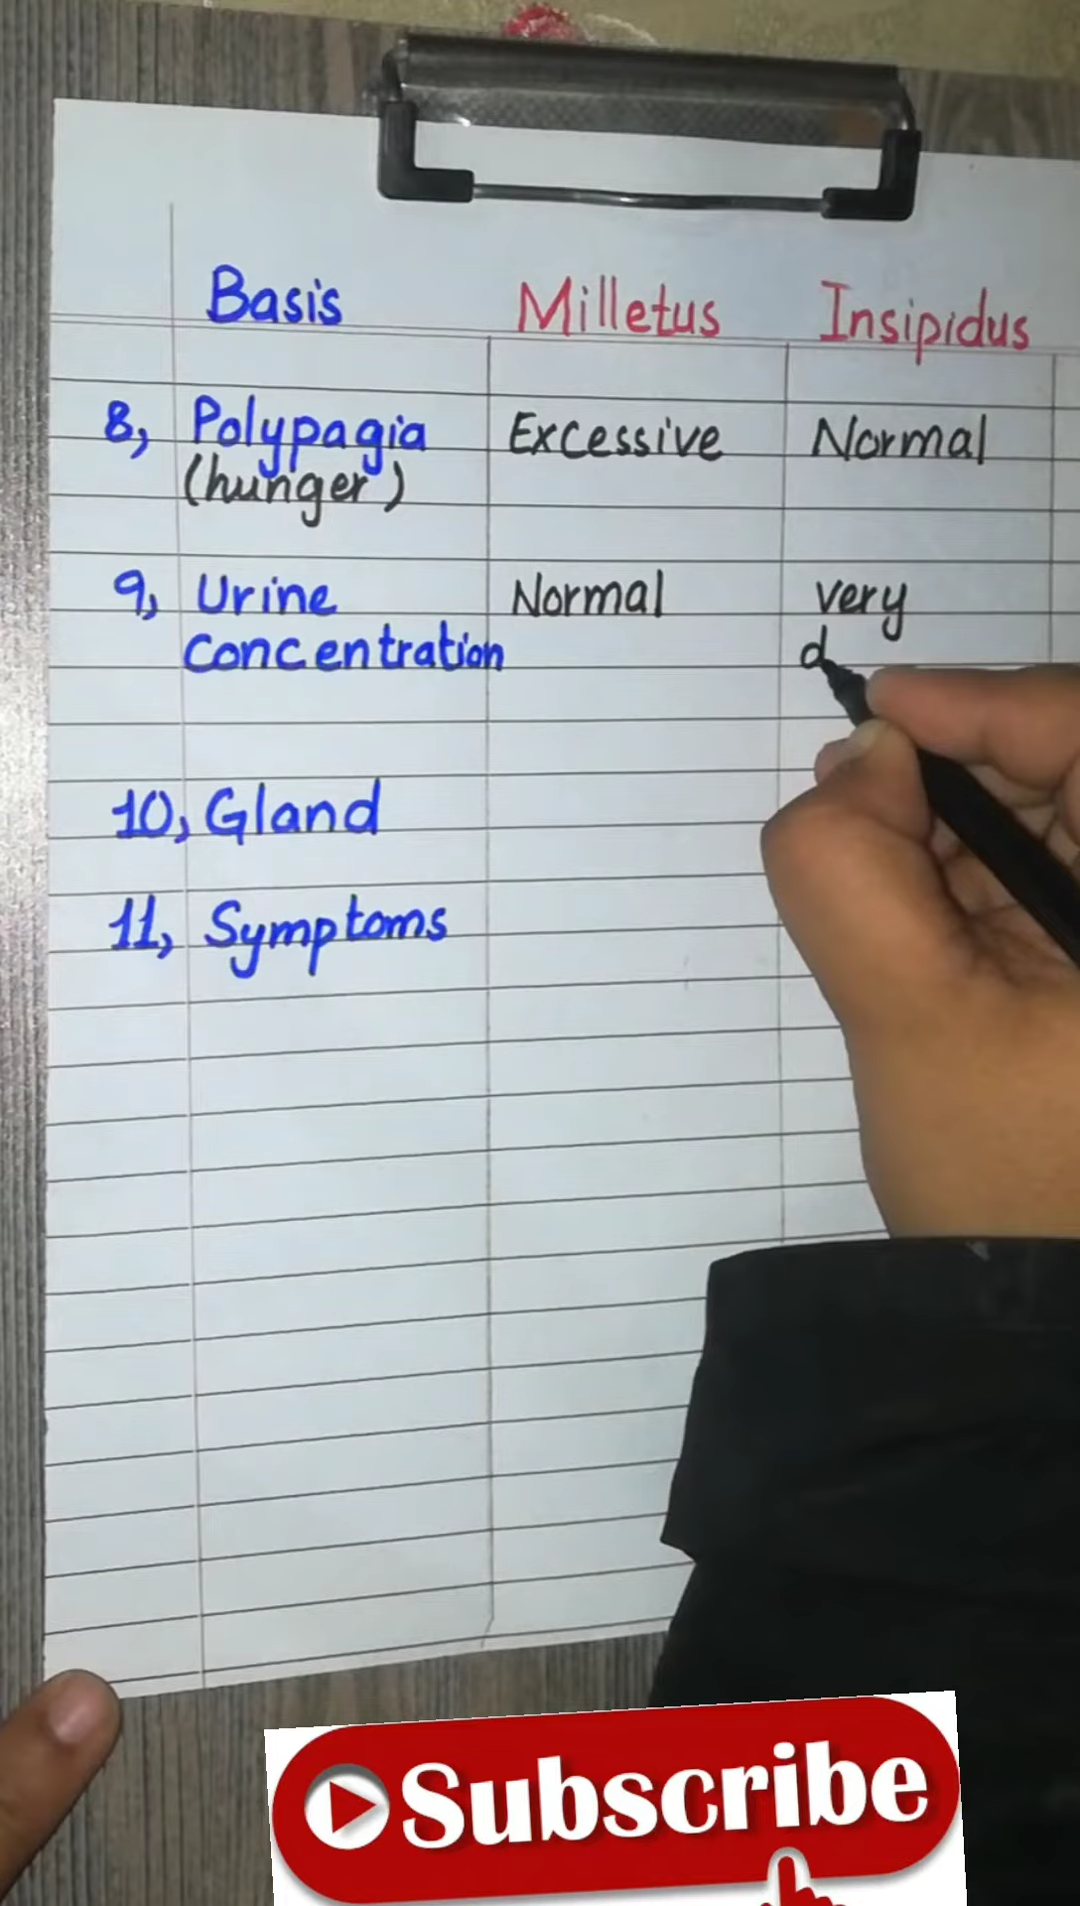 Basis Milletus Insipidus
8, Polypagia Excessive Normal
(hunger)
9, Urine Normal very
concentration d
10, Gland
11, Symptoms
Subscribe